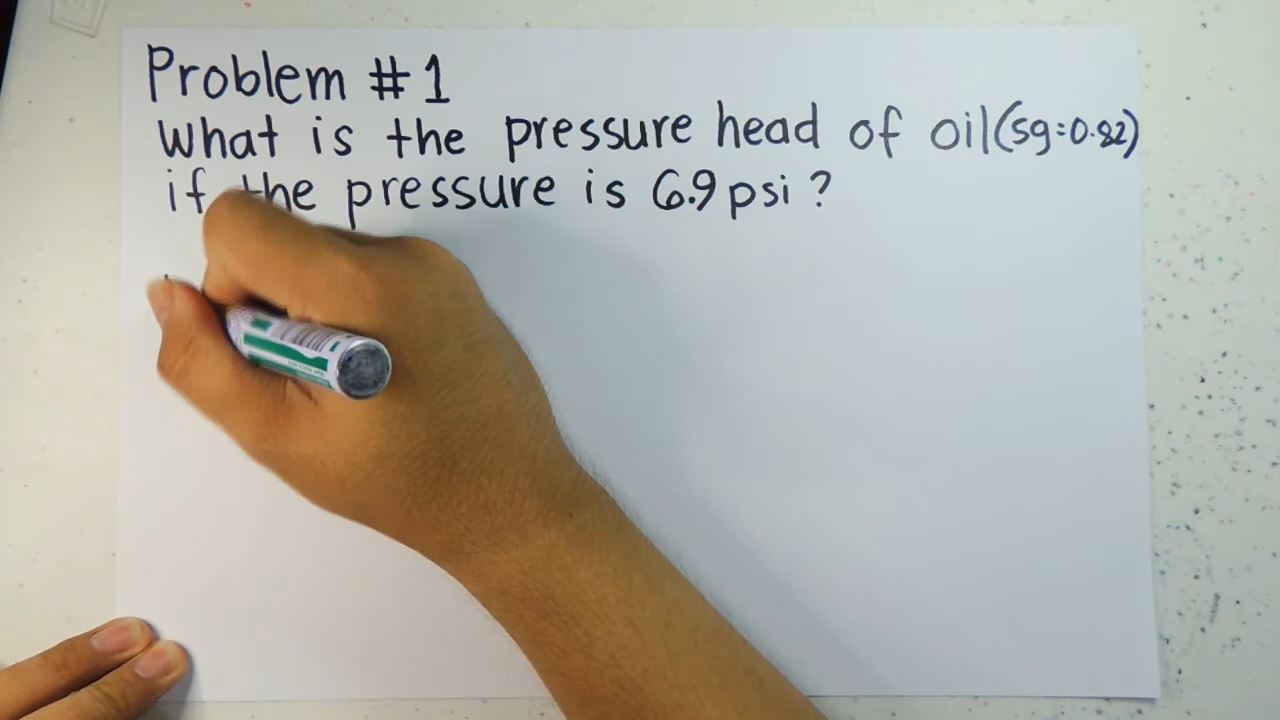 Problem #1
What is the pressure head of oil (sg=0.82)
if the pressure is 6.9 psi?